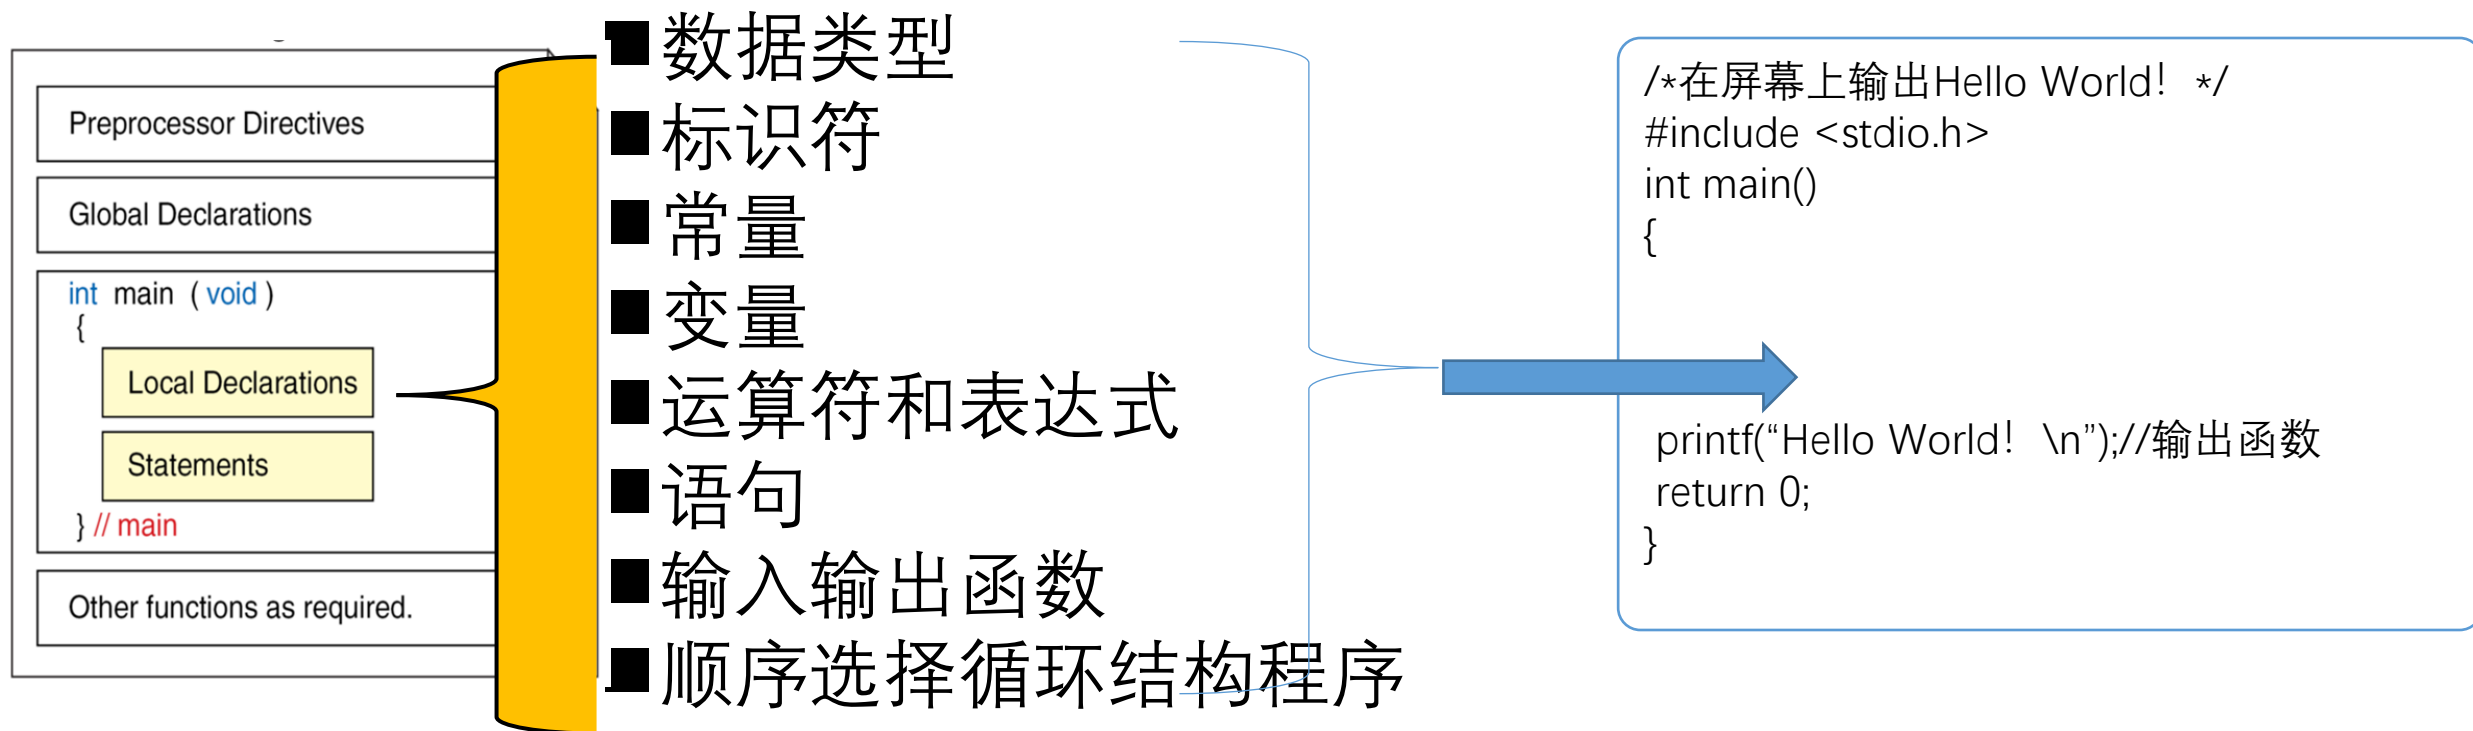 Preprocessor Directives
Global Declarations
int main ( void )
{
Local Declarations
Statements
} // main
Other functions as required.
■数据类型
■标识符
■常量
■变量
■运算符和表达式
■语句
■输入输出函数
■顺序选择循环结构程序
/*在屏幕上输出Hello World！ */
#include <stdio.h>
int main()
{
printf(“Hello World！ \n”);//输出函数
return 0;
}